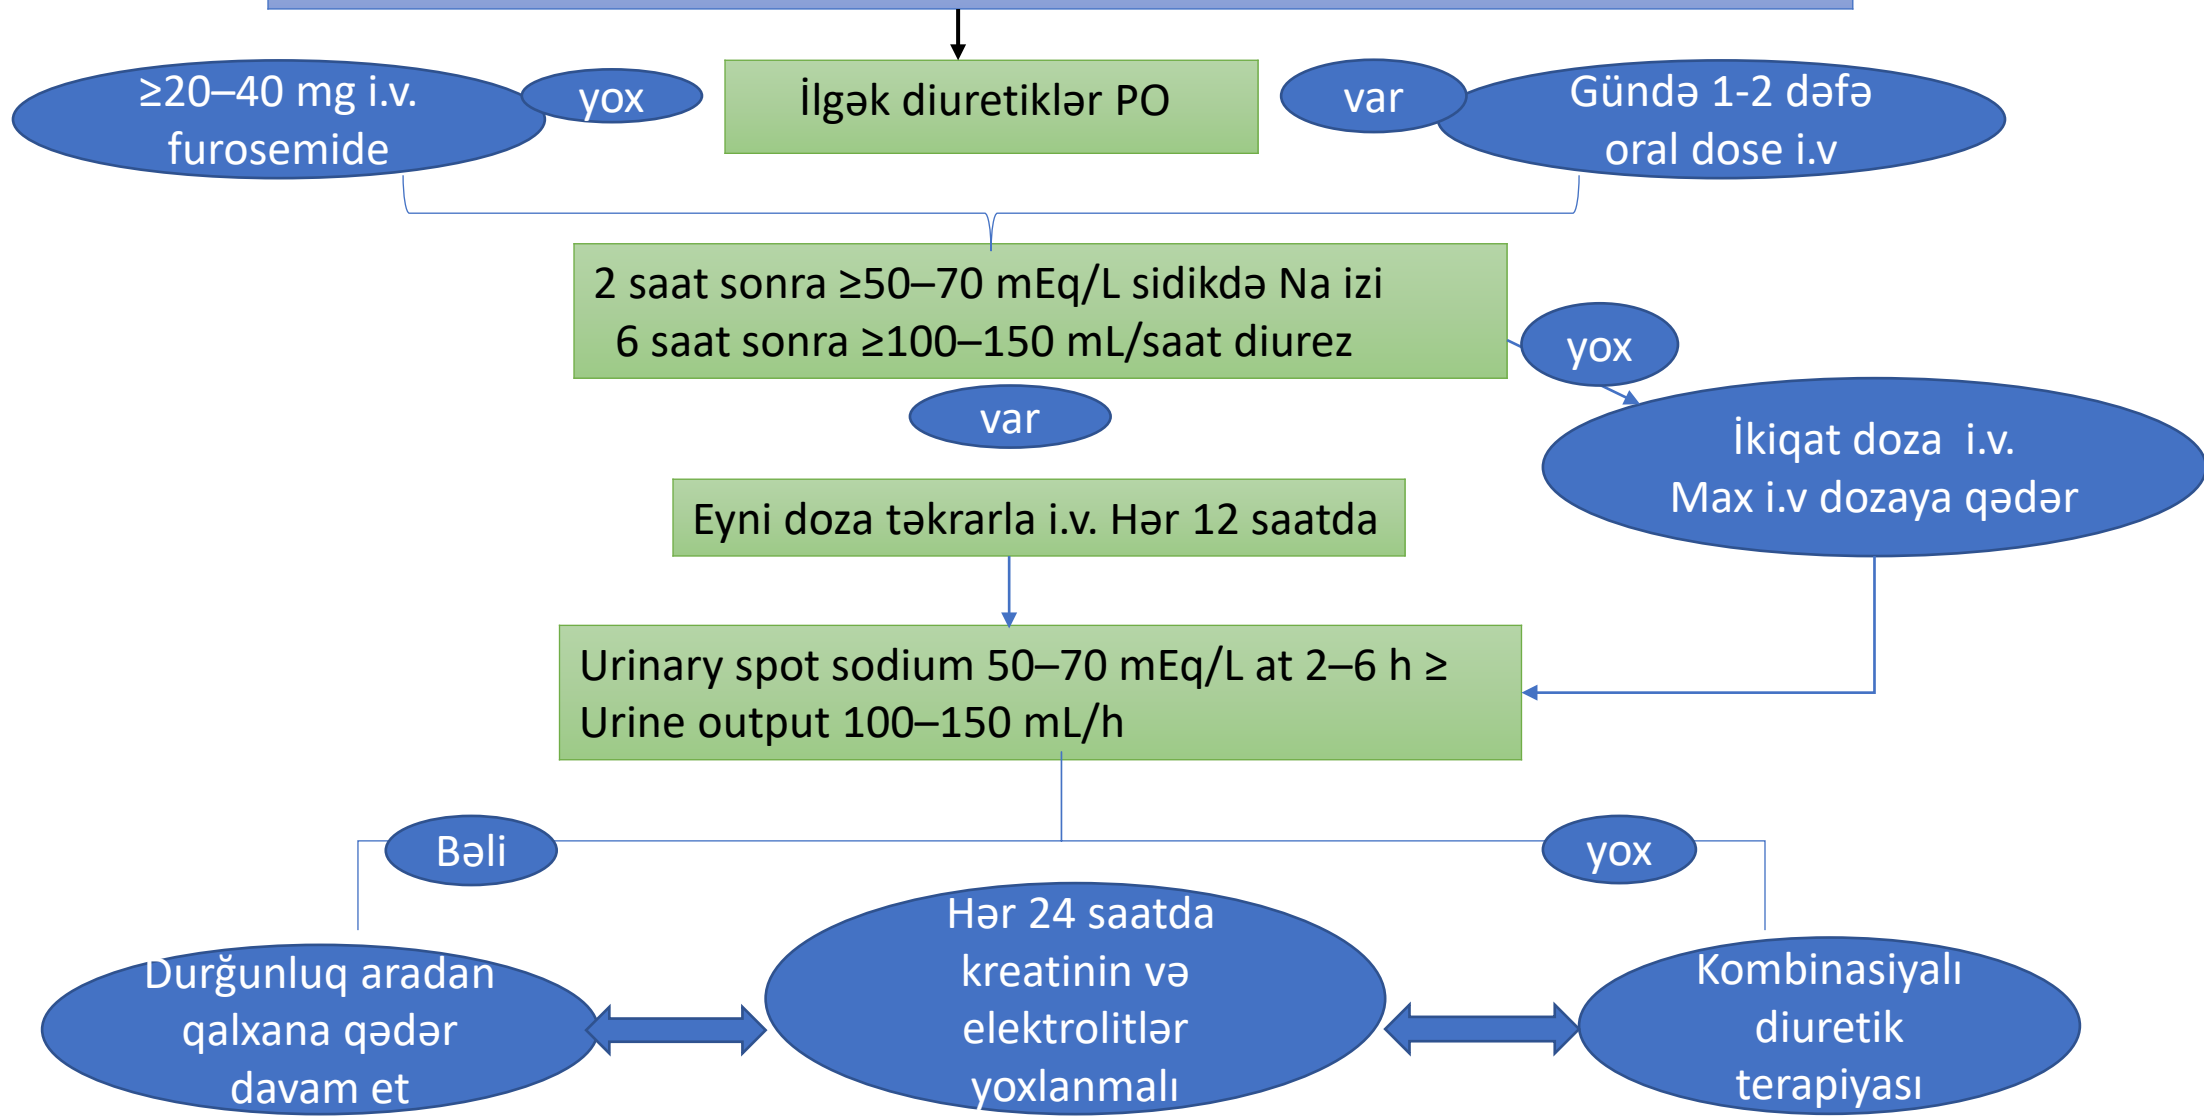 ≥20–40 mg i.v.
furosemide
yox
İlgək diuretiklər PO
var
Gündə 1-2 dəfə
oral dose i.v
2 saat sonra ≥50–70 mEq/L sidikdə Na izi
6 saat sonra ≥100–150 mL/saat diurez
yox
var
İkiqat doza i.v.
Max i.v dozaya qədər
Eyni doza təkrarla i.v. Hər 12 saatda
Urinary spot sodium 50–70 mEq/L at 2–6 h ≥
Urine output 100–150 mL/h
Bəli
yox
Durğunluq aradan
qalxana qədər
davam et
Hər 24 saatda
kreatinin və
elektrolitlər
yoxlanmalı
Kombinasiyalı
diuretik
terapiyası